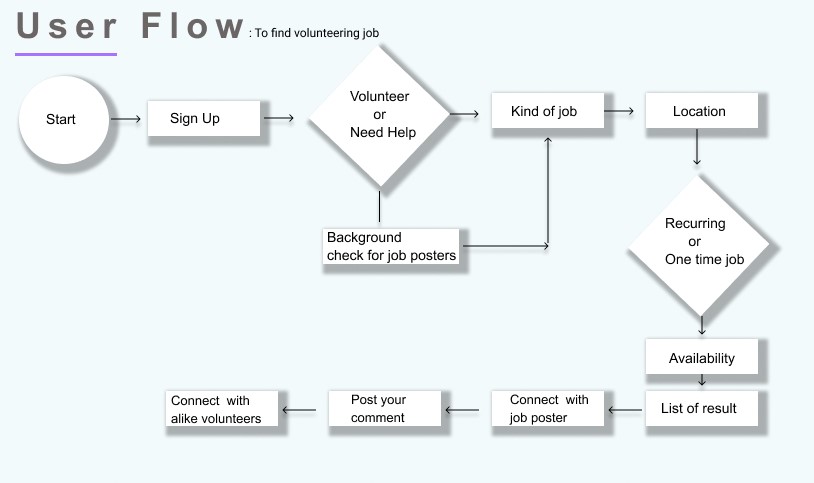 User Flow : To find volunteering job
Start
Sign Up
Volunteer
or
Need Help
Kind of job
Location
Background
check for job posters
Recurring
or
One time job
Availability
List of result
Connect with
job poster
Post your
comment
Connect with
alike volunteers